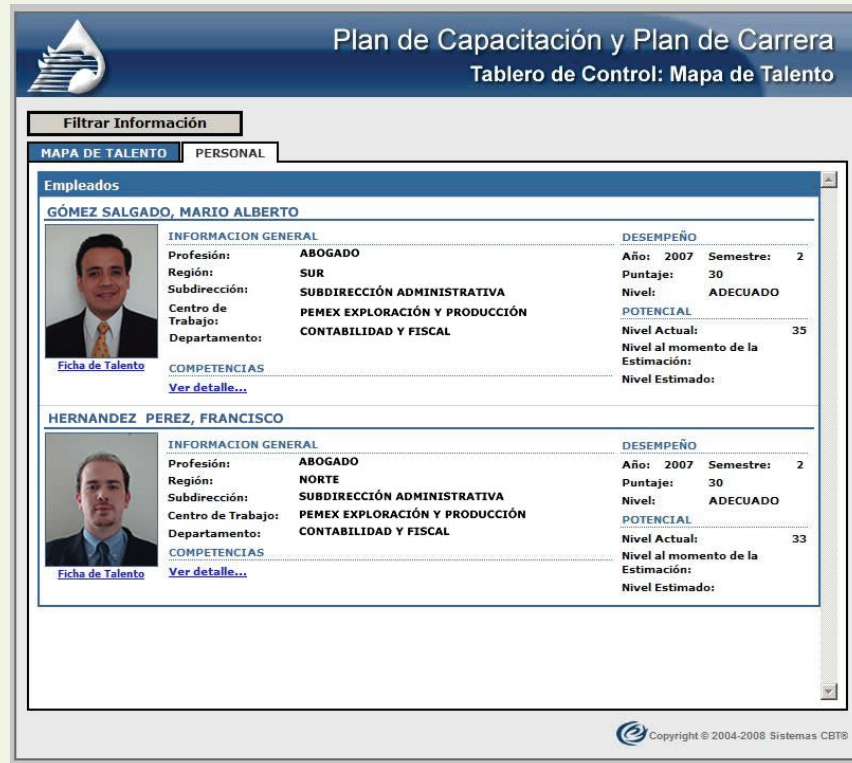 Plan de Capacitación y Plan de Carrera
Tablero de Control: Mapa de Talento
Filtrar Información
MAPA DE TALENTO
PERSONAL
Empleados
GÓMEZ SALGADO, MARIO ALBERTO
INFORMACION GENERAL
Profesión: ABOGADO
Región: SUR
Subdirección: SUBDIRECCIÓN ADMINISTRATIVA
Centro de
Trabajo: PEMEX EXPLORACIÓN Y PRODUCCIÓN
Departamento: CONTABILIDAD Y FISCAL
COMPETENCIAS
Ver detalle...
Ficha de Talento
DESEMPEÑO
Año: 2007 Semestre: 2
Puntaje: 30
Nivel: ADECUADO
POTENCIAL
Nivel Actual: 35
Nivel al momento de la
Estimación:
Nivel Estimado:
HERNANDEZ PEREZ, FRANCISCO
INFORMACION GENERAL
Profesión: ABOGADO
Región: NORTE
Subdirección: SUBDIRECCIÓN ADMINISTRATIVA
Centro de Trabajo: PEMEX EXPLORACIÓN Y PRODUCCIÓN
Departamento: CONTABILIDAD Y FISCAL
COMPETENCIAS
Ver detalle...
Ficha de Talento
DESEMPEÑO
Año: 2007 Semestre: 2
Puntaje: 30
Nivel: ADECUADO
POTENCIAL
Nivel Actual: 33
Nivel al momento de la
Estimación:
Nivel Estimado:
Copyright © 2004-2008 Sistemas CBT®